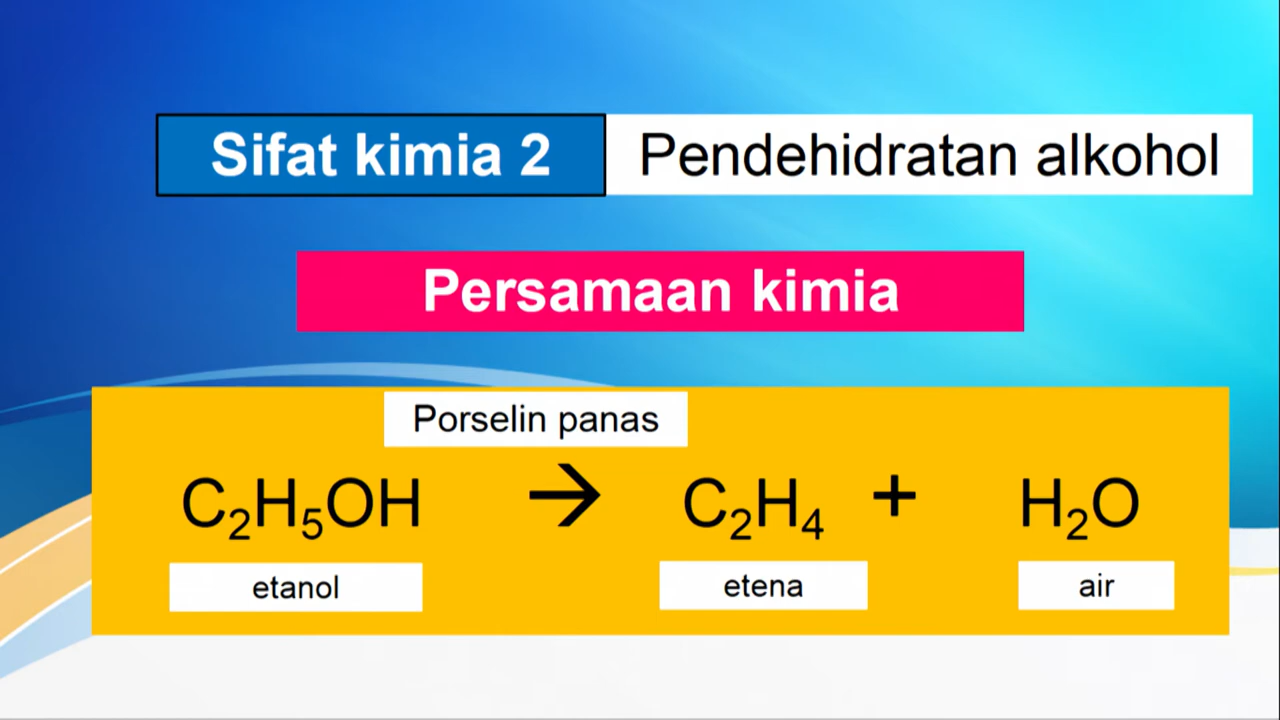 Sifat kimia 2 Pendehidratan alkohol
Persamaan kimia
Porselin panas
C₂H₅OH → C₂H₄ + H₂O
etanol etena air